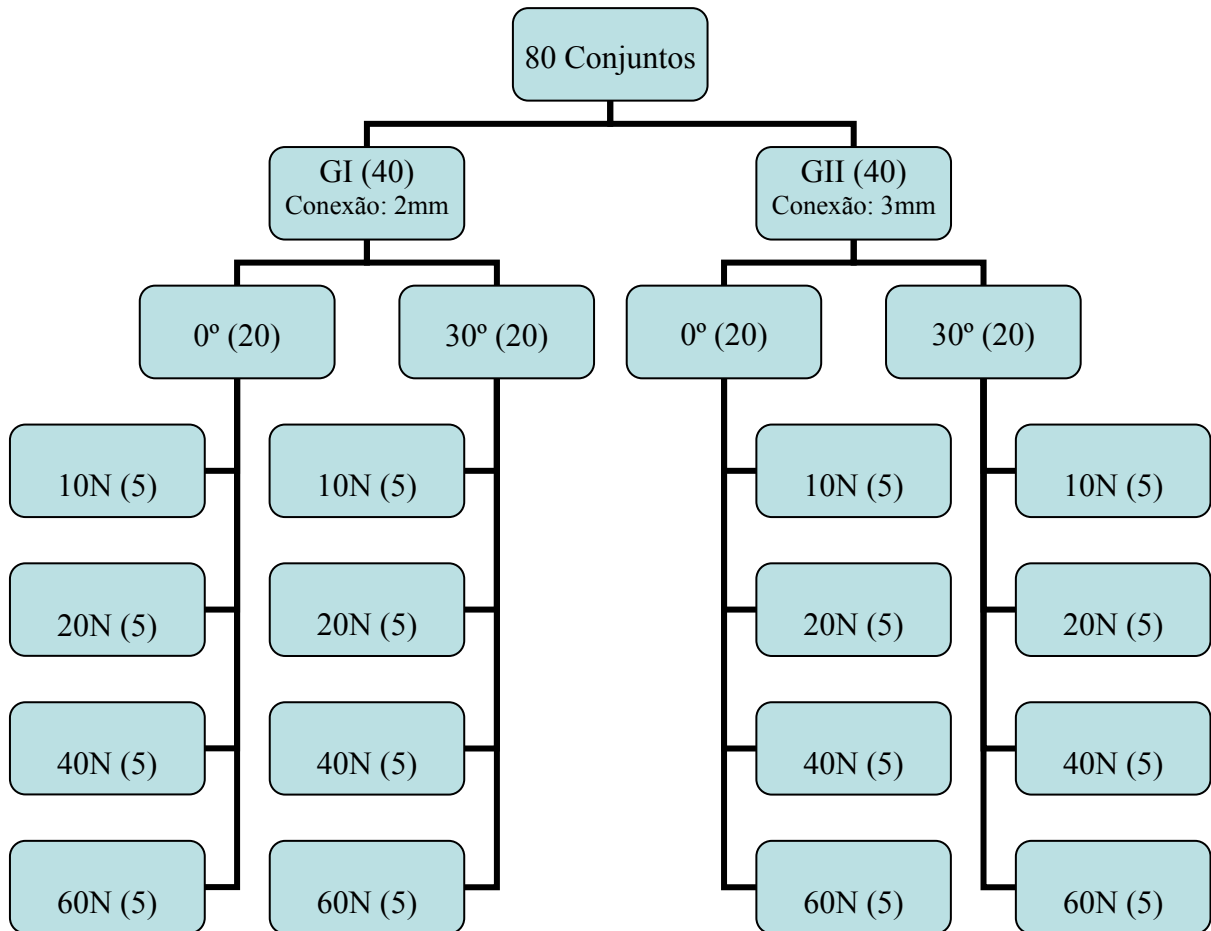 80 Conjuntos
GI (40)
Conexão: 2mm
GII (40)
Conexão: 3mm
0º (20)
30º (20)
0º (20)
30º (20)
10N (5)
10N (5)
10N (5)
10N (5)
20N (5)
20N (5)
20N (5)
20N (5)
40N (5)
40N (5)
40N (5)
40N (5)
60N (5)
60N (5)
60N (5)
60N (5)